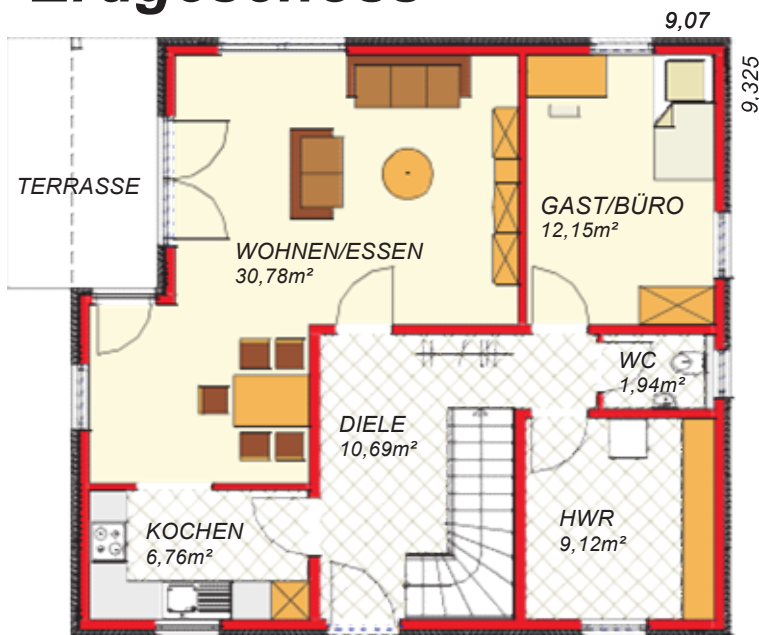 Erdgeschoss
9,07
9,325
TERRASSE
GAST/BÜRO
12,15m²
WOHNEN/ESSEN
30,78m²
WC
1,94m²
DIELE
10,69m²
KOCHEN
6,76m²
HWR
9,12m²